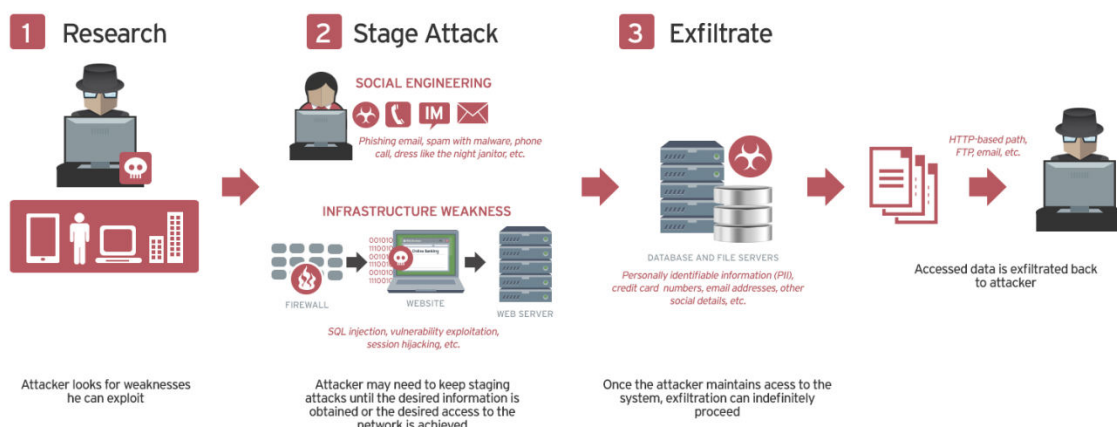 1 Research
Attacker looks for weaknesses
he can exploit
2 Stage Attack
SOCIAL ENGINEERING
IM
Phishing email, spam with malware, phone
call, dress like the night janitor, etc.
INFRASTRUCTURE WEAKNESS
FIREWALL
001010
111001
001010
111001
WEBSITE
WEB SERVER
SQL injection, vulnerability exploitation,
session hijacking, etc.
Attacker may need to keep staging
attacks until the desired information is
obtained or the desired access to the
network is achieved
3 Exfiltrate
DATABASE AND FILE SERVERS
Personally identifiable information (PII),
credit card numbers, email addresses, other
social details, etc.
Once the attacker maintains acess to the
system, exfiltration can indefinitely
proceed
HTTP-based path,
FTP, email, etc.
Accessed data is exfiltrated back
to attacker